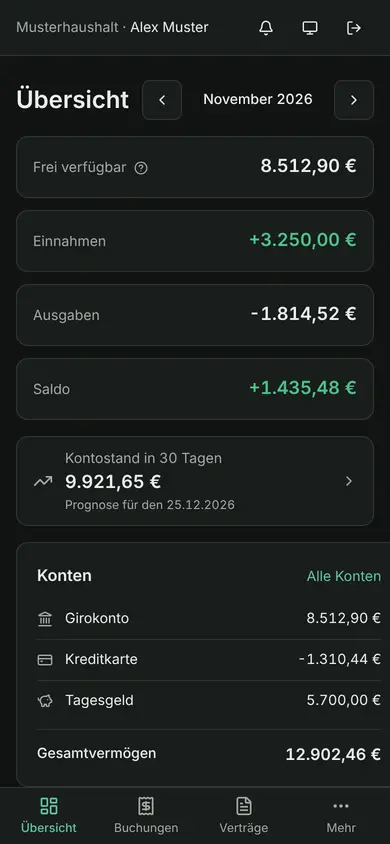 Musterhaushalt · Alex Muster
Übersicht
November 2026
Frei verfügbar
8.512,90 €
Einnahmen
+3.250,00 €
Ausgaben
-1.814,52 €
Saldo
+1.435,48 €
Kontostand in 30 Tagen
9.921,65 €
Prognose für den 25.12.2026
Konten
Alle Konten
Girokonto
8.512,90 €
Kreditkarte
-1.310,44 €
Tagesgeld
5.700,00 €
Gesamtvermögen
12.902,46 €
Übersicht
Buchungen
Verträge
Mehr